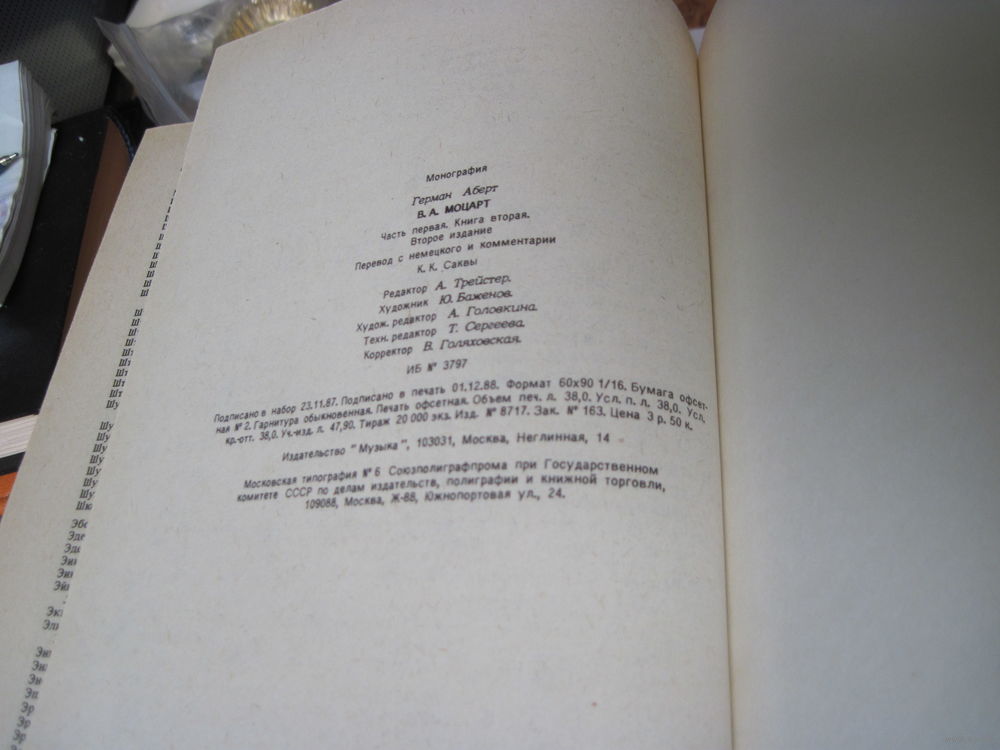 Монография
Герман Аберт
В. А. МОЦАРТ
Часть первая. Книга вторая.
Второе издание
Перевод с немецкого и комментарии
К. К. Саквы
Редактор А. Трейстер.
Художник Ю. Баженов.
Худож. редактор А. Головкина.
Техн. редактор Т. Сергеева.
Корректор В. Голяховская.
ИБ № 3797
Подписано в набор 23.11.87. Подписано в печать 01.12.88. Формат 60х90 1/16. Бумага офсет-
ная № 2. Гарнитура обыкновенная. Печать офсетная. Объем печ. л. 38,0. Усл. п. л. 38,0. Усл.
кр.-отт. 38,0. Уч.-изд. л. 47,90. Тираж 20 000 экз. Изд. № 8717. Зак. № 163. Цена 3 р. 50 к.
Издательство "Музыка", 103031, Москва, Неглинная, 14
Московская типография № 6 Союзполиграфпрома при Государственном
комитете СССР по делам издательств, полиграфии и книжной торговли,
109088, Москва, Ж-88, Южнопортовая ул., 24.